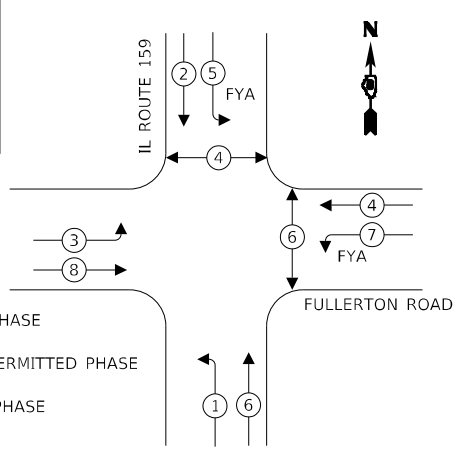 N
IL ROUTE 159
2
5
FYA
4
4
3
6
7
8
FYA
FULLERTON ROAD
HASE
ERMITTED PHASE
1
6
PHASE